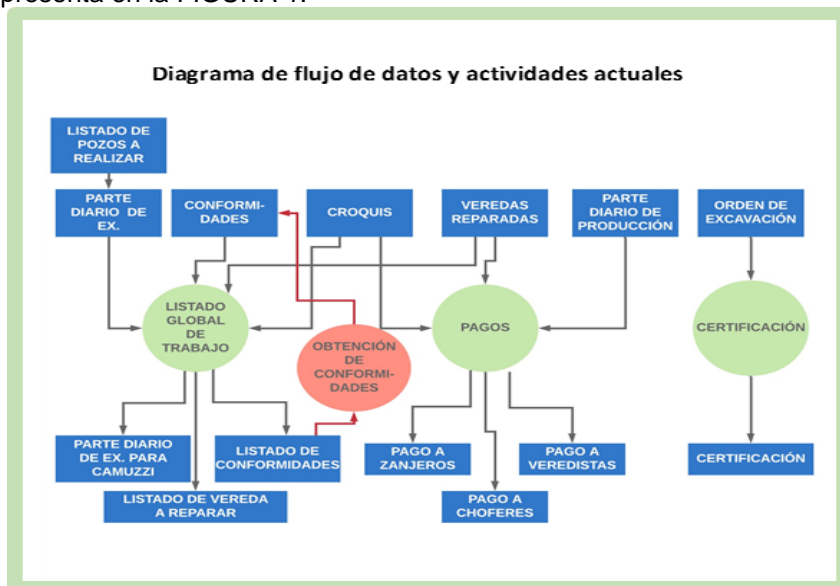 presenta en la FIGURA 1.
Diagrama de flujo de datos y actividades actuales
LISTADO DE
POZOS A
REALIZAR
PARTE
DIARIO DE
EX.
CONFORMI-
DADES
CROQUIS
VEREDAS
REPARADAS
PARTE
DIARIO DE
PRODUCCIÓN
ORDEN DE
EXCAVACIÓN
LISTADO
GLOBAL
DE
TRABAJO
OBTENCIÓN
DE
CONFORMI-
DADES
PAGOS
CERTIFICACIÓN
PARTE DIARIO
DE EX. PARA
CAMUZZI
LISTADO DE
CONFORMIDADES
PAGO A
ZANJEROS
PAGO A
VEREDISTAS
CERTIFICACIÓN
LISTADO DE VEREDA
A REPARAR
PAGO A
CHOFERES